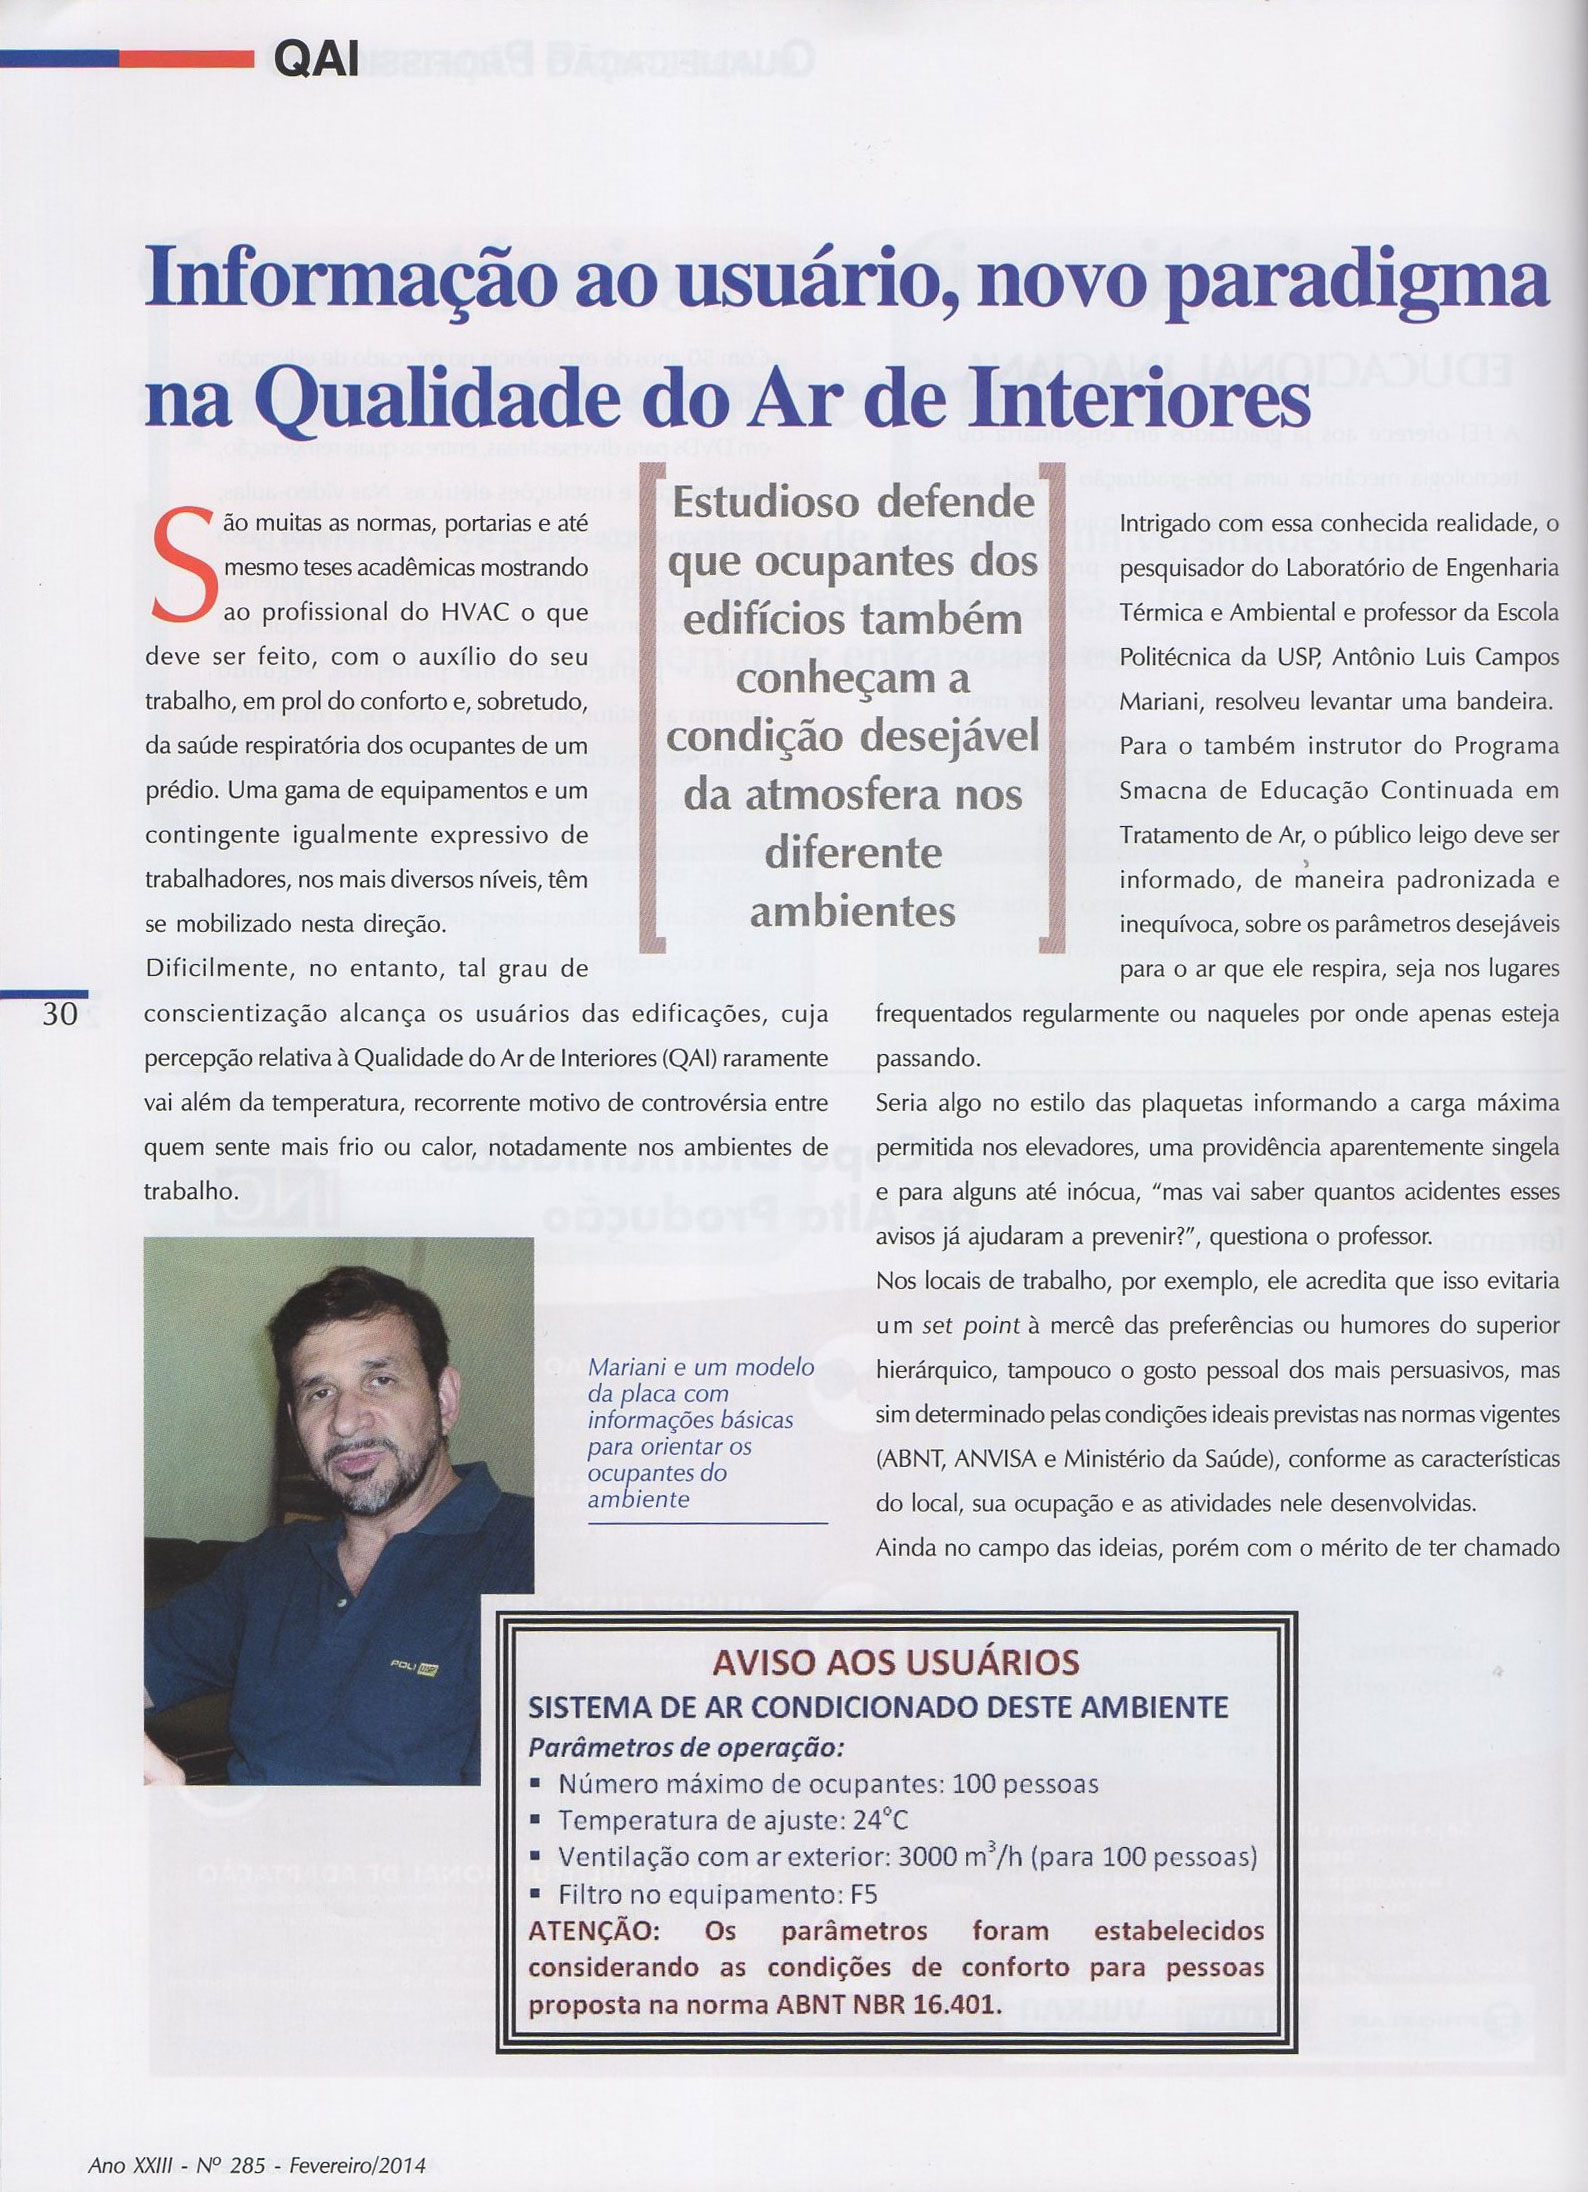 QAI
Informação ao usuário, novo paradigma
na Qualidade do Ar de Interiores
São muitas as normas, portarias e até
mesmo teses acadêmicas mostrando
ao profissional do HVAC o que
deve ser feito, com o auxílio do seu
trabalho, em prol do conforto e, sobretudo,
da saúde respiratória dos ocupantes de um
prédio. Uma gama de equipamentos e um
contingente igualmente expressivo de
trabalhadores, nos mais diversos níveis, têm
se mobilizado nesta direção.
Dificilmente, no entanto, tal grau de
conscientização alcança os usuários das edificações, cuja
percepção relativa à Qualidade do Ar de Interiores (QAI) raramente
vai além da temperatura, recorrente motivo de controvérsia entre
quem sente mais frio ou calor, notadamente nos ambientes de
trabalho.
Estudioso defende
que ocupantes dos
edifícios também
conheçam a
condição desejável
da atmosfera nos
diferente
ambientes
Intrigado com essa conhecida realidade, o
pesquisador do Laboratório de Engenharia
Térmica e Ambiental e professor da Escola
Politécnica da USP, Antônio Luis Campos
Mariani, resolveu levantar uma bandeira.
Para o também instrutor do Programa
Smacna de Educação Continuada em
Tratamento de Ar, o público leigo deve ser
informado, de maneira padronizada e
inequívoca, sobre os parâmetros desejáveis
para o ar que ele respira, seja nos lugares
frequentados regularmente ou naqueles por onde apenas esteja
passando.
Seria algo no estilo das plaquetas informando a carga máxima
permitida nos elevadores, uma providência aparentemente singela
e para alguns até inócua, “mas vai saber quantos acidentes esses
avisos já ajudaram a prevenir?”, questiona o professor.
Nos locais de trabalho, por exemplo, ele acredita que isso evitaria
um set point à mercê das preferências ou humores do superior
hierárquico, tampouco o gosto pessoal dos mais persuasivos, mas
sim determinado pelas condições ideais previstas nas normas vigentes
(ABNT, ANVISA e Ministério da Saúde), conforme as características
do local, sua ocupação e as atividades nele desenvolvidas.
Ainda no campo das ideias, porém com o mérito de ter chamado
30
Mariani e um modelo
da placa com
informações básicas
para orientar os
ocupantes do
ambiente
POLI USP
AVISO AOS USUÁRIOS
SISTEMA DE AR CONDICIONADO DESTE AMBIENTE
Parâmetros de operação:
▪ Número máximo de ocupantes: 100 pessoas
▪ Temperatura de ajuste: 24°C
▪ Ventilação com ar exterior: 3000 m³/h (para 100 pessoas)
▪ Filtro no equipamento: F5
ATENÇÃO: Os parâmetros foram estabelecidos
considerando as condições de conforto para pessoas
proposta na norma ABNT NBR 16.401.
Ano XXIII - Nº 285 - Fevereiro/2014